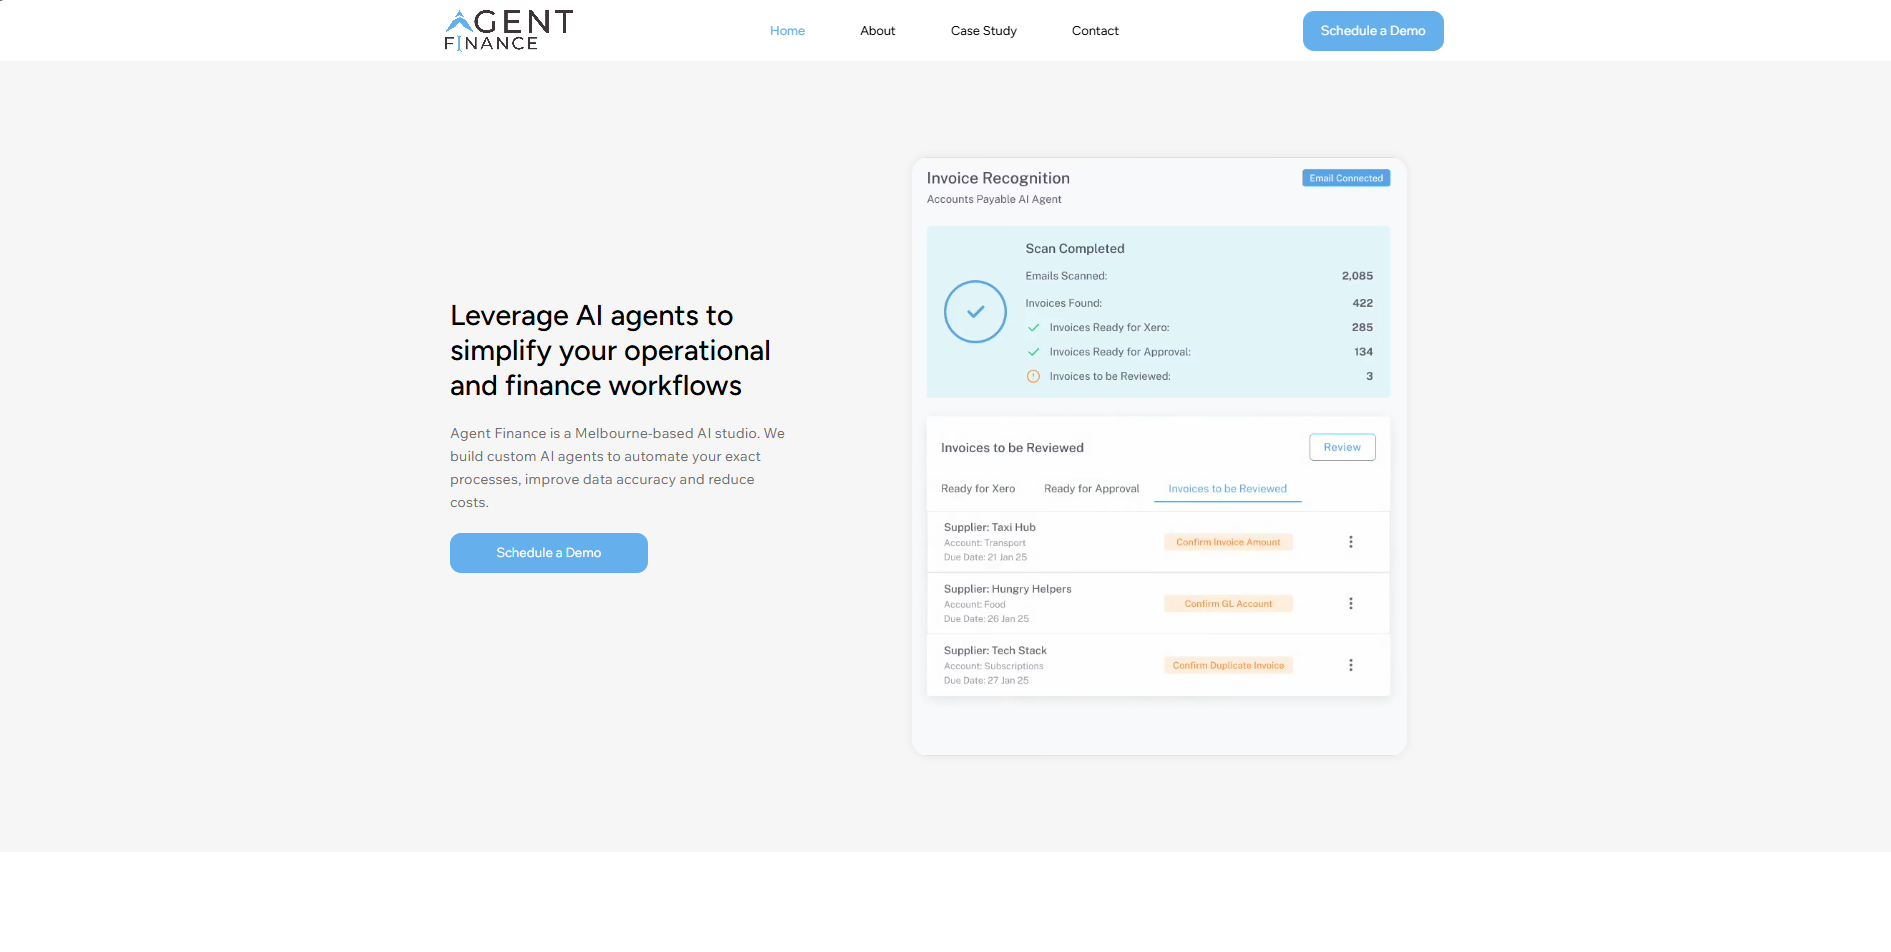 AGENT
FINANCE
Home
About
Case Study
Contact
Schedule a Demo
Leverage AI agents to
simplify your operational
and finance workflows
Agent Finance is a Melbourne-based AI studio. We
build custom AI agents to automate your exact
processes, improve data accuracy and reduce
costs.
Schedule a Demo
Invoice Recognition
Email Connected
Accounts Payable AI Agent
Scan Completed
Emails Scanned: 2,085
Invoices Found: 422
Invoices Ready for Xero: 285
Invoices Ready for Approval: 134
Invoices to be Reviewed: 3
Invoices to be Reviewed
Review
Ready for Xero
Ready for Approval
Invoices to be Reviewed
Supplier: Taxi Hub
Account: Transport
Due Date: 21 Jan 25
Confirm Invoice Amount
Supplier: Hungry Helpers
Account: Food
Due Date: 26 Jan 25
Confirm GL Account
Supplier: Tech Stack
Account: Subscriptions
Due Date: 27 Jan 25
Confirm Duplicate Invoice